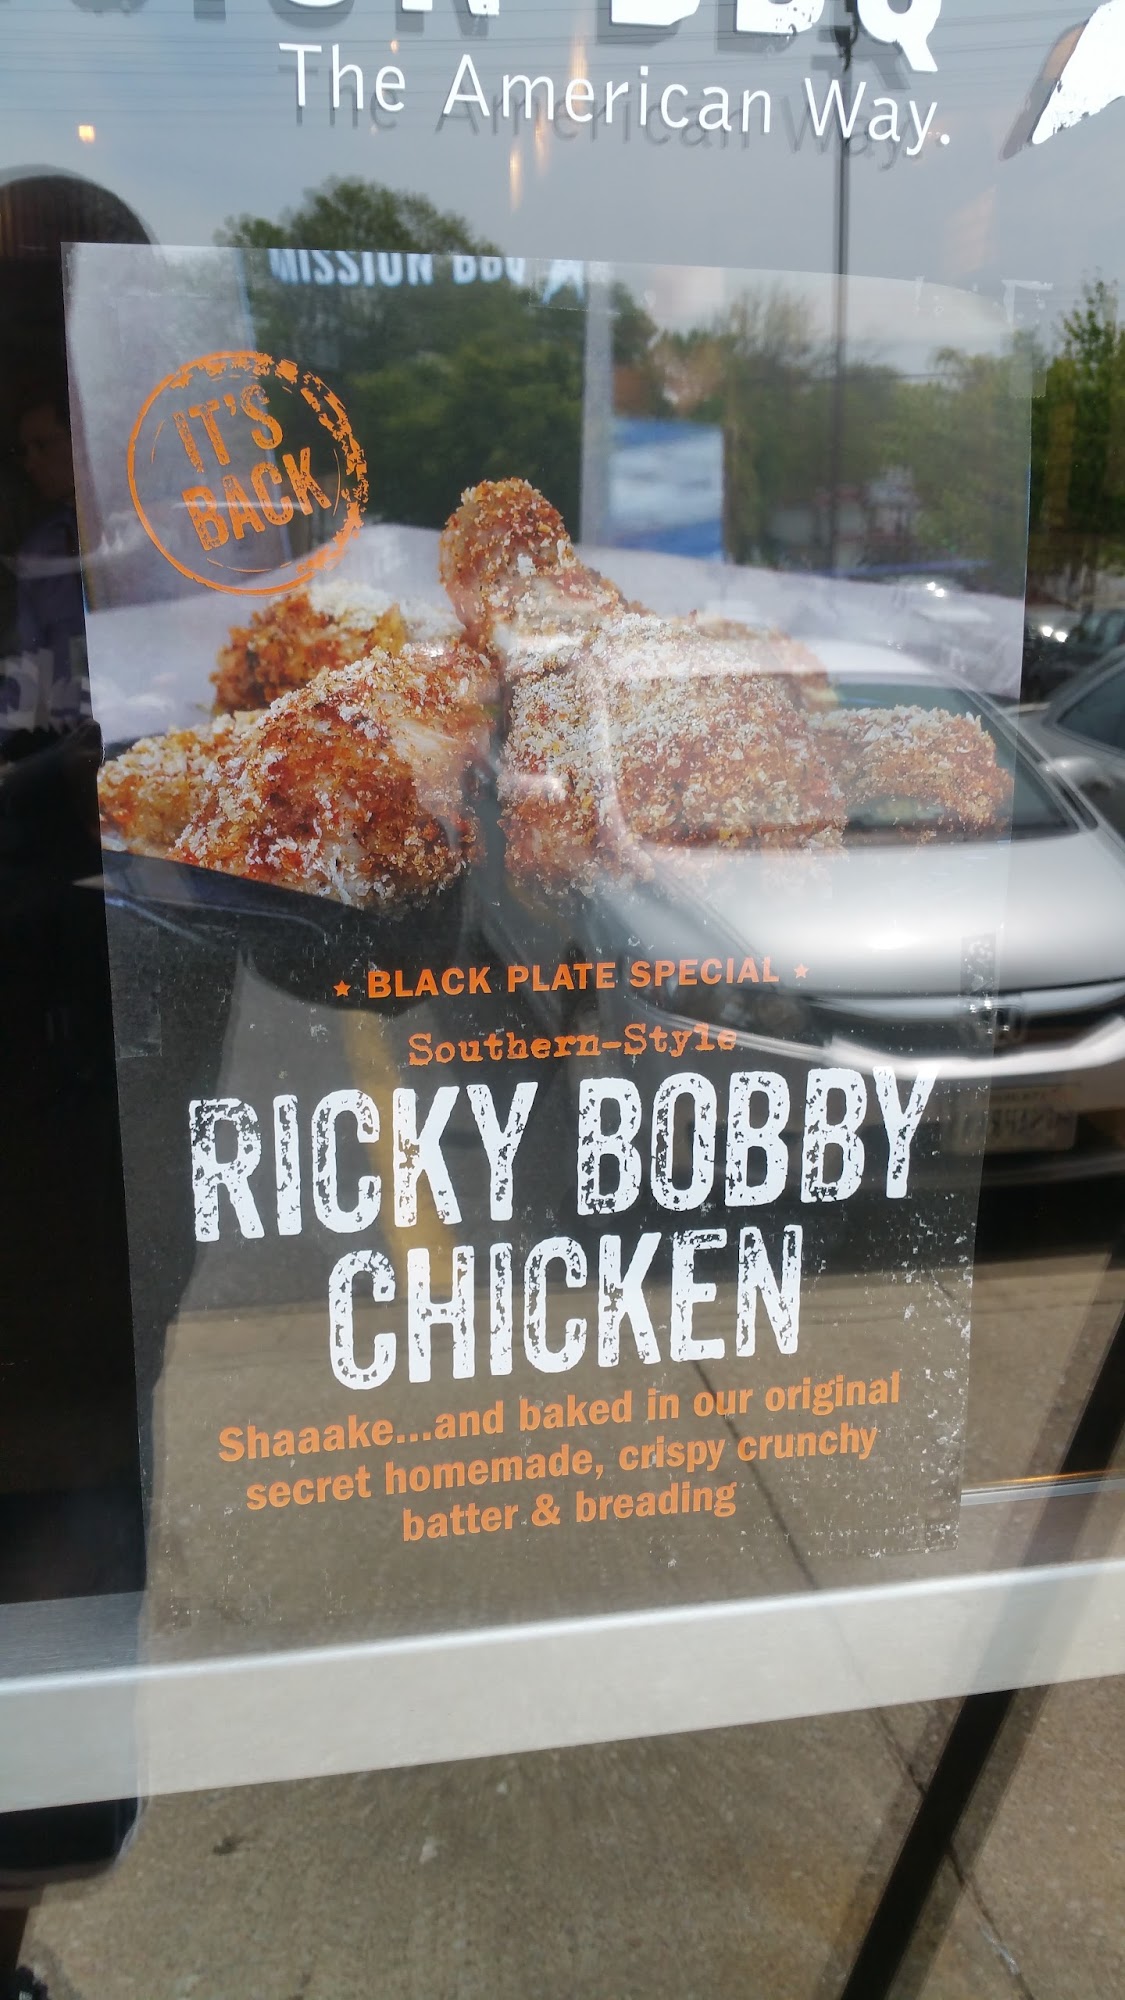 BBQ
The American Way.
MISSION BBQ
IT'S
BACK
★ BLACK PLATE SPECIAL ★
Southern-Style
RICKY BOBBY
CHICKEN
Shaaake...and baked in our original
secret homemade, crispy crunchy
batter & breading